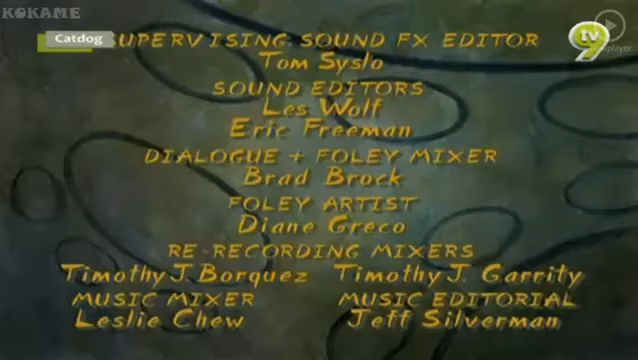 KOKAME
Catdog
tv9
xplayer
SUPERVISING SOUND FX EDITOR
Tom Syslo
SOUND EDITORS
Les Wolf
Eric Freeman
DIALOGUE + FOLEY MIXER
Brad Brock
FOLEY ARTIST
Diane Greco
RE-RECORDING MIXERS
Timothy J. Borquez Timothy J. Garrity
MUSIC MIXER MUSIC EDITORIAL
Leslie Chew Jeff Silverman